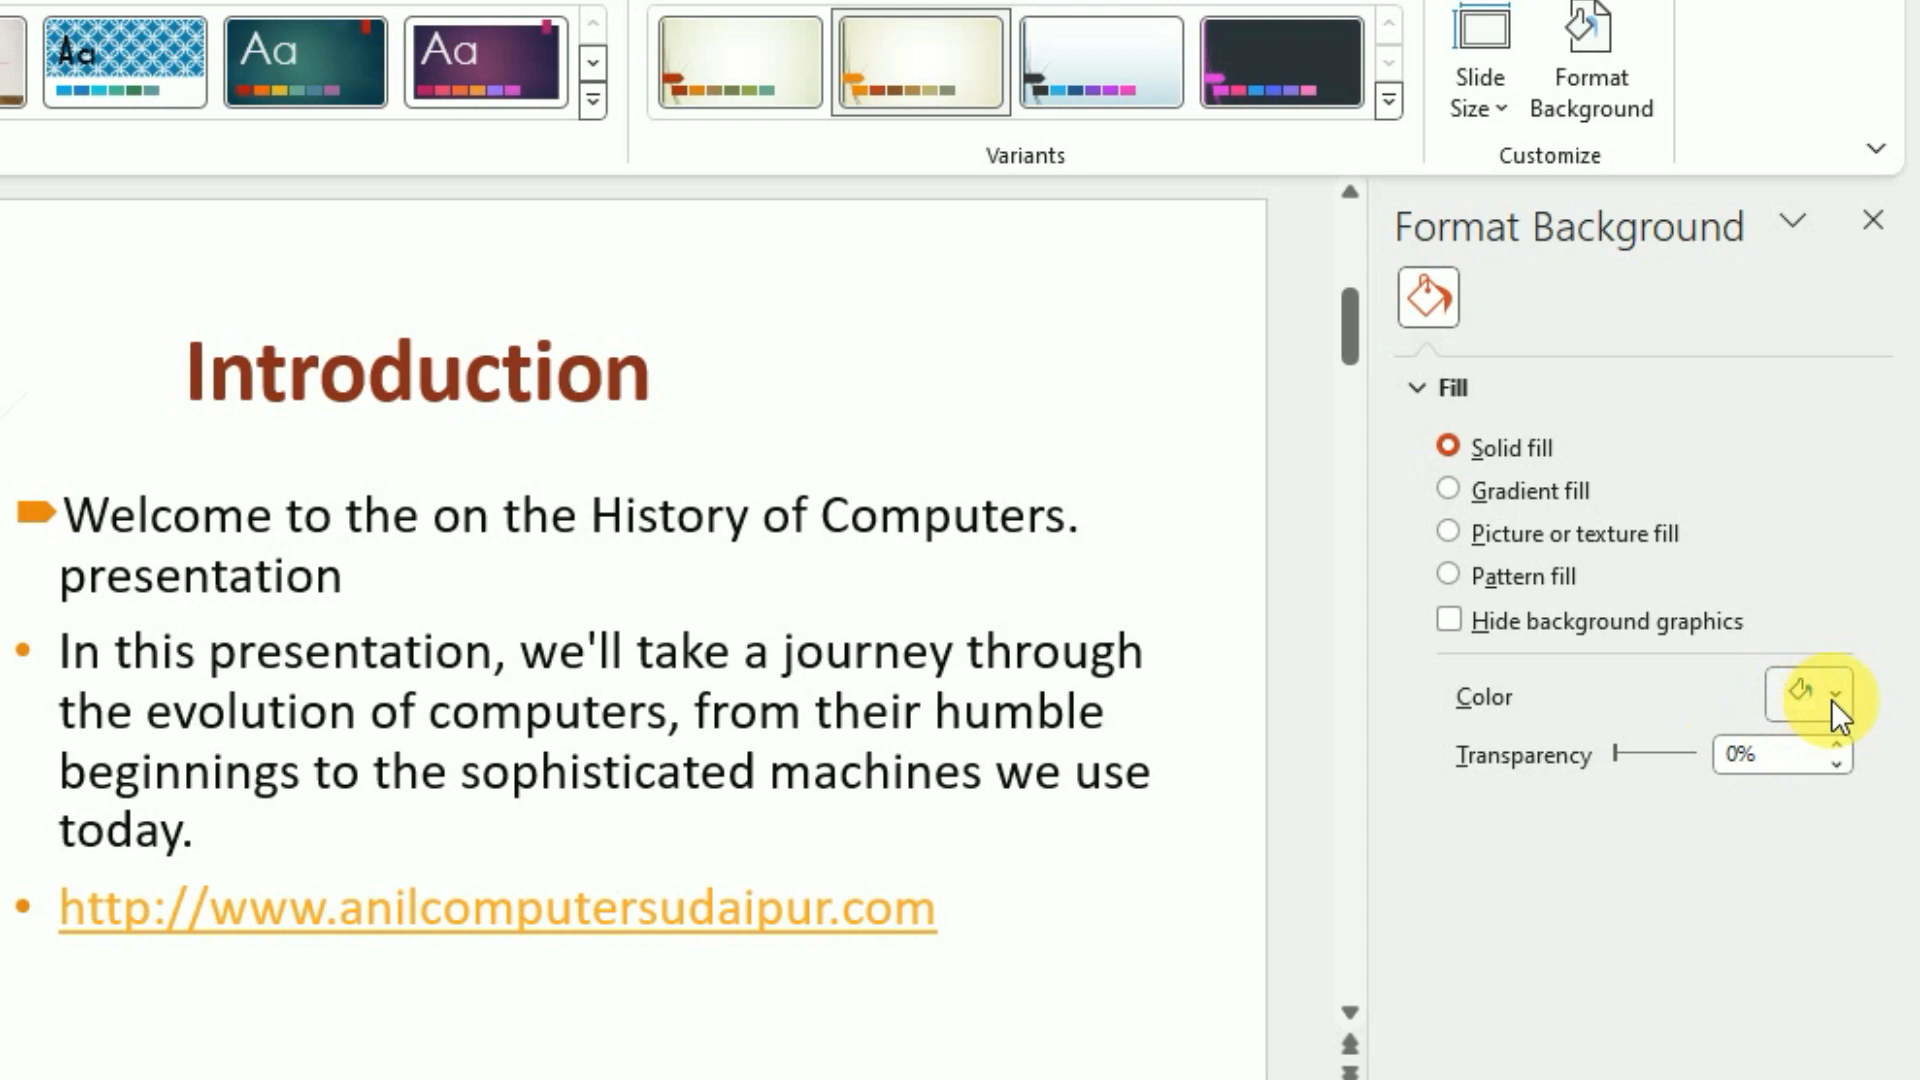 Aa
Aa
Aa
Slide
Size
Format
Background
Variants
Customize
Format Background
Fill
Solid fill
Gradient fill
Picture or texture fill
Pattern fill
Hide background graphics
Color
Transparency
0%
Introduction
Welcome to the on the History of Computers.
presentation
• In this presentation, we'll take a journey through
the evolution of computers, from their humble
beginnings to the sophisticated machines we use
today.
• http://www.anilcomputersudaipur.com